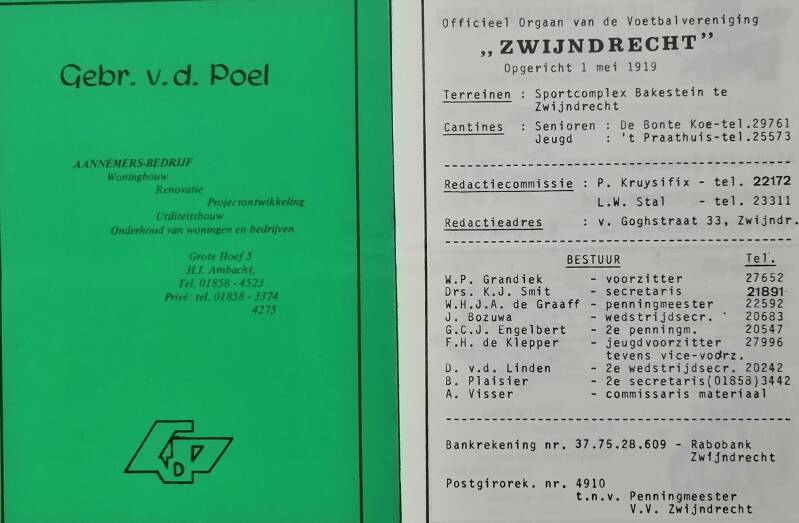 Gebr. v.d. Poel
AANNEMERS-BEDRIJF
Woningbouw
Renovatie
Projectontwikkeling
Utiliteitsbouw
Onderhoud van woningen en bedrijven
Grote Hoef 5
H.I. Ambacht,
Tel. 01858 - 4523
Privé: tel. 01858 - 3374
4275
Officieel Orgaan van de Voetbalvereniging
„ZWIJNDRECHT”
Opgericht 1 mei 1919
Terreinen : Sportcomplex Bakestein te
Zwijndrecht
Cantines : Senioren : De Bonte Koe-tel.29761
Jeugd : 't Praathuis-tel.25573
Redactiecommissie : P. Kruysifix - tel. 22172
L.W. Stal - tel. 23311
Redactieadres : v. Goghstraat 33, Zwijndr.
BESTUUR Tel.
W.P. Grandiek - voorzitter 27652
Drs. K.J. Smit - secretaris 21891
W.H.J.A. de Graaff - penningmeester 22592
J. Bozuwa - wedstrijdsecr. - 20683
G.C.J. Engelbert - 2e penningm. 20547
F.H. de Klepper - jeugdvoorzitter 27996
tevens vice-voorz.
D. v.d. Linden - 2e wedstrijdsecr. 20242
B. Plaisier - 2e secretaris(01858)3442
A. Visser - commissaris materiaal
Bankrekening nr. 37.75.28.609 - Rabobank
Zwijndrecht
Postgirorek. nr. 4910
t.n.v. Penningmeester
V.V. Zwijndrecht